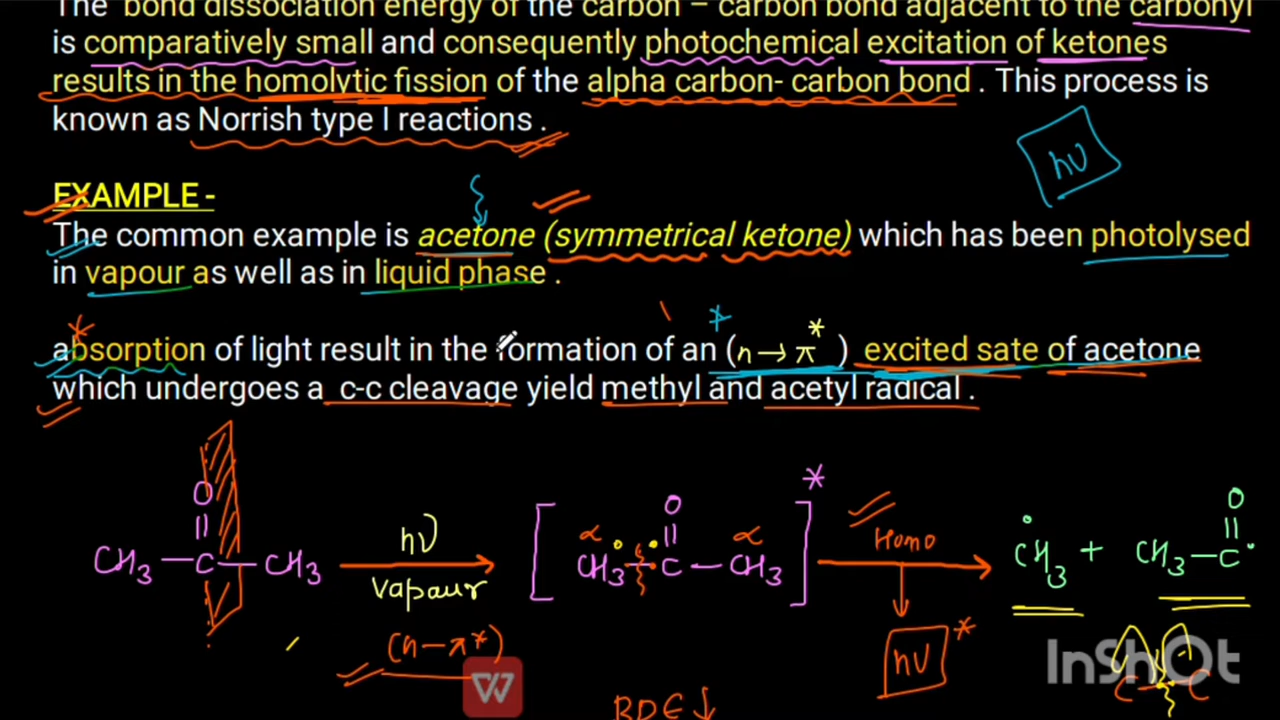 The bond dissociation energy of the carbon – carbon bond adjacent to the carbonyl
is comparatively small and consequently photochemical excitation of ketones
results in the homolytic fission of the alpha carbon- carbon bond . This process is
known as Norrish type I reactions .
hν
EXAMPLE -
The common example is acetone (symmetrical ketone) which has been photolysed
in vapour as well as in liquid phase .
absorption of light result in the formation of an (n→π*) excited sate of acetone
which undergoes a c-c cleavage yield methyl and acetyl radical .
O O * O
α α
CH3—C—CH3 hν [CH3—C—CH3] Homo ĊH3 + CH3—C·
vapour
(n–π*) hν *
InShOt
C C
BDE↓